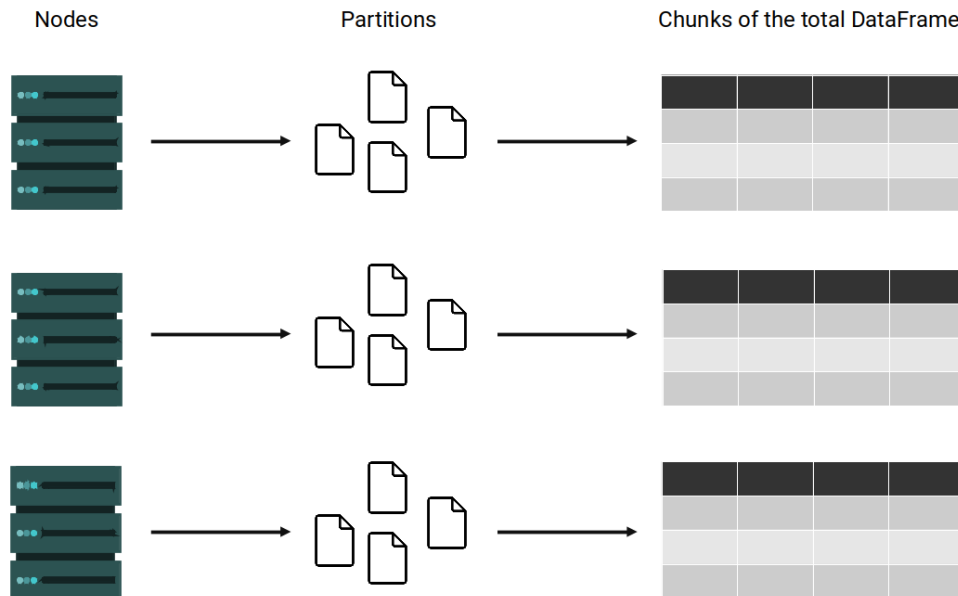 Nodes
Partitions
Chunks of the total DataFrame